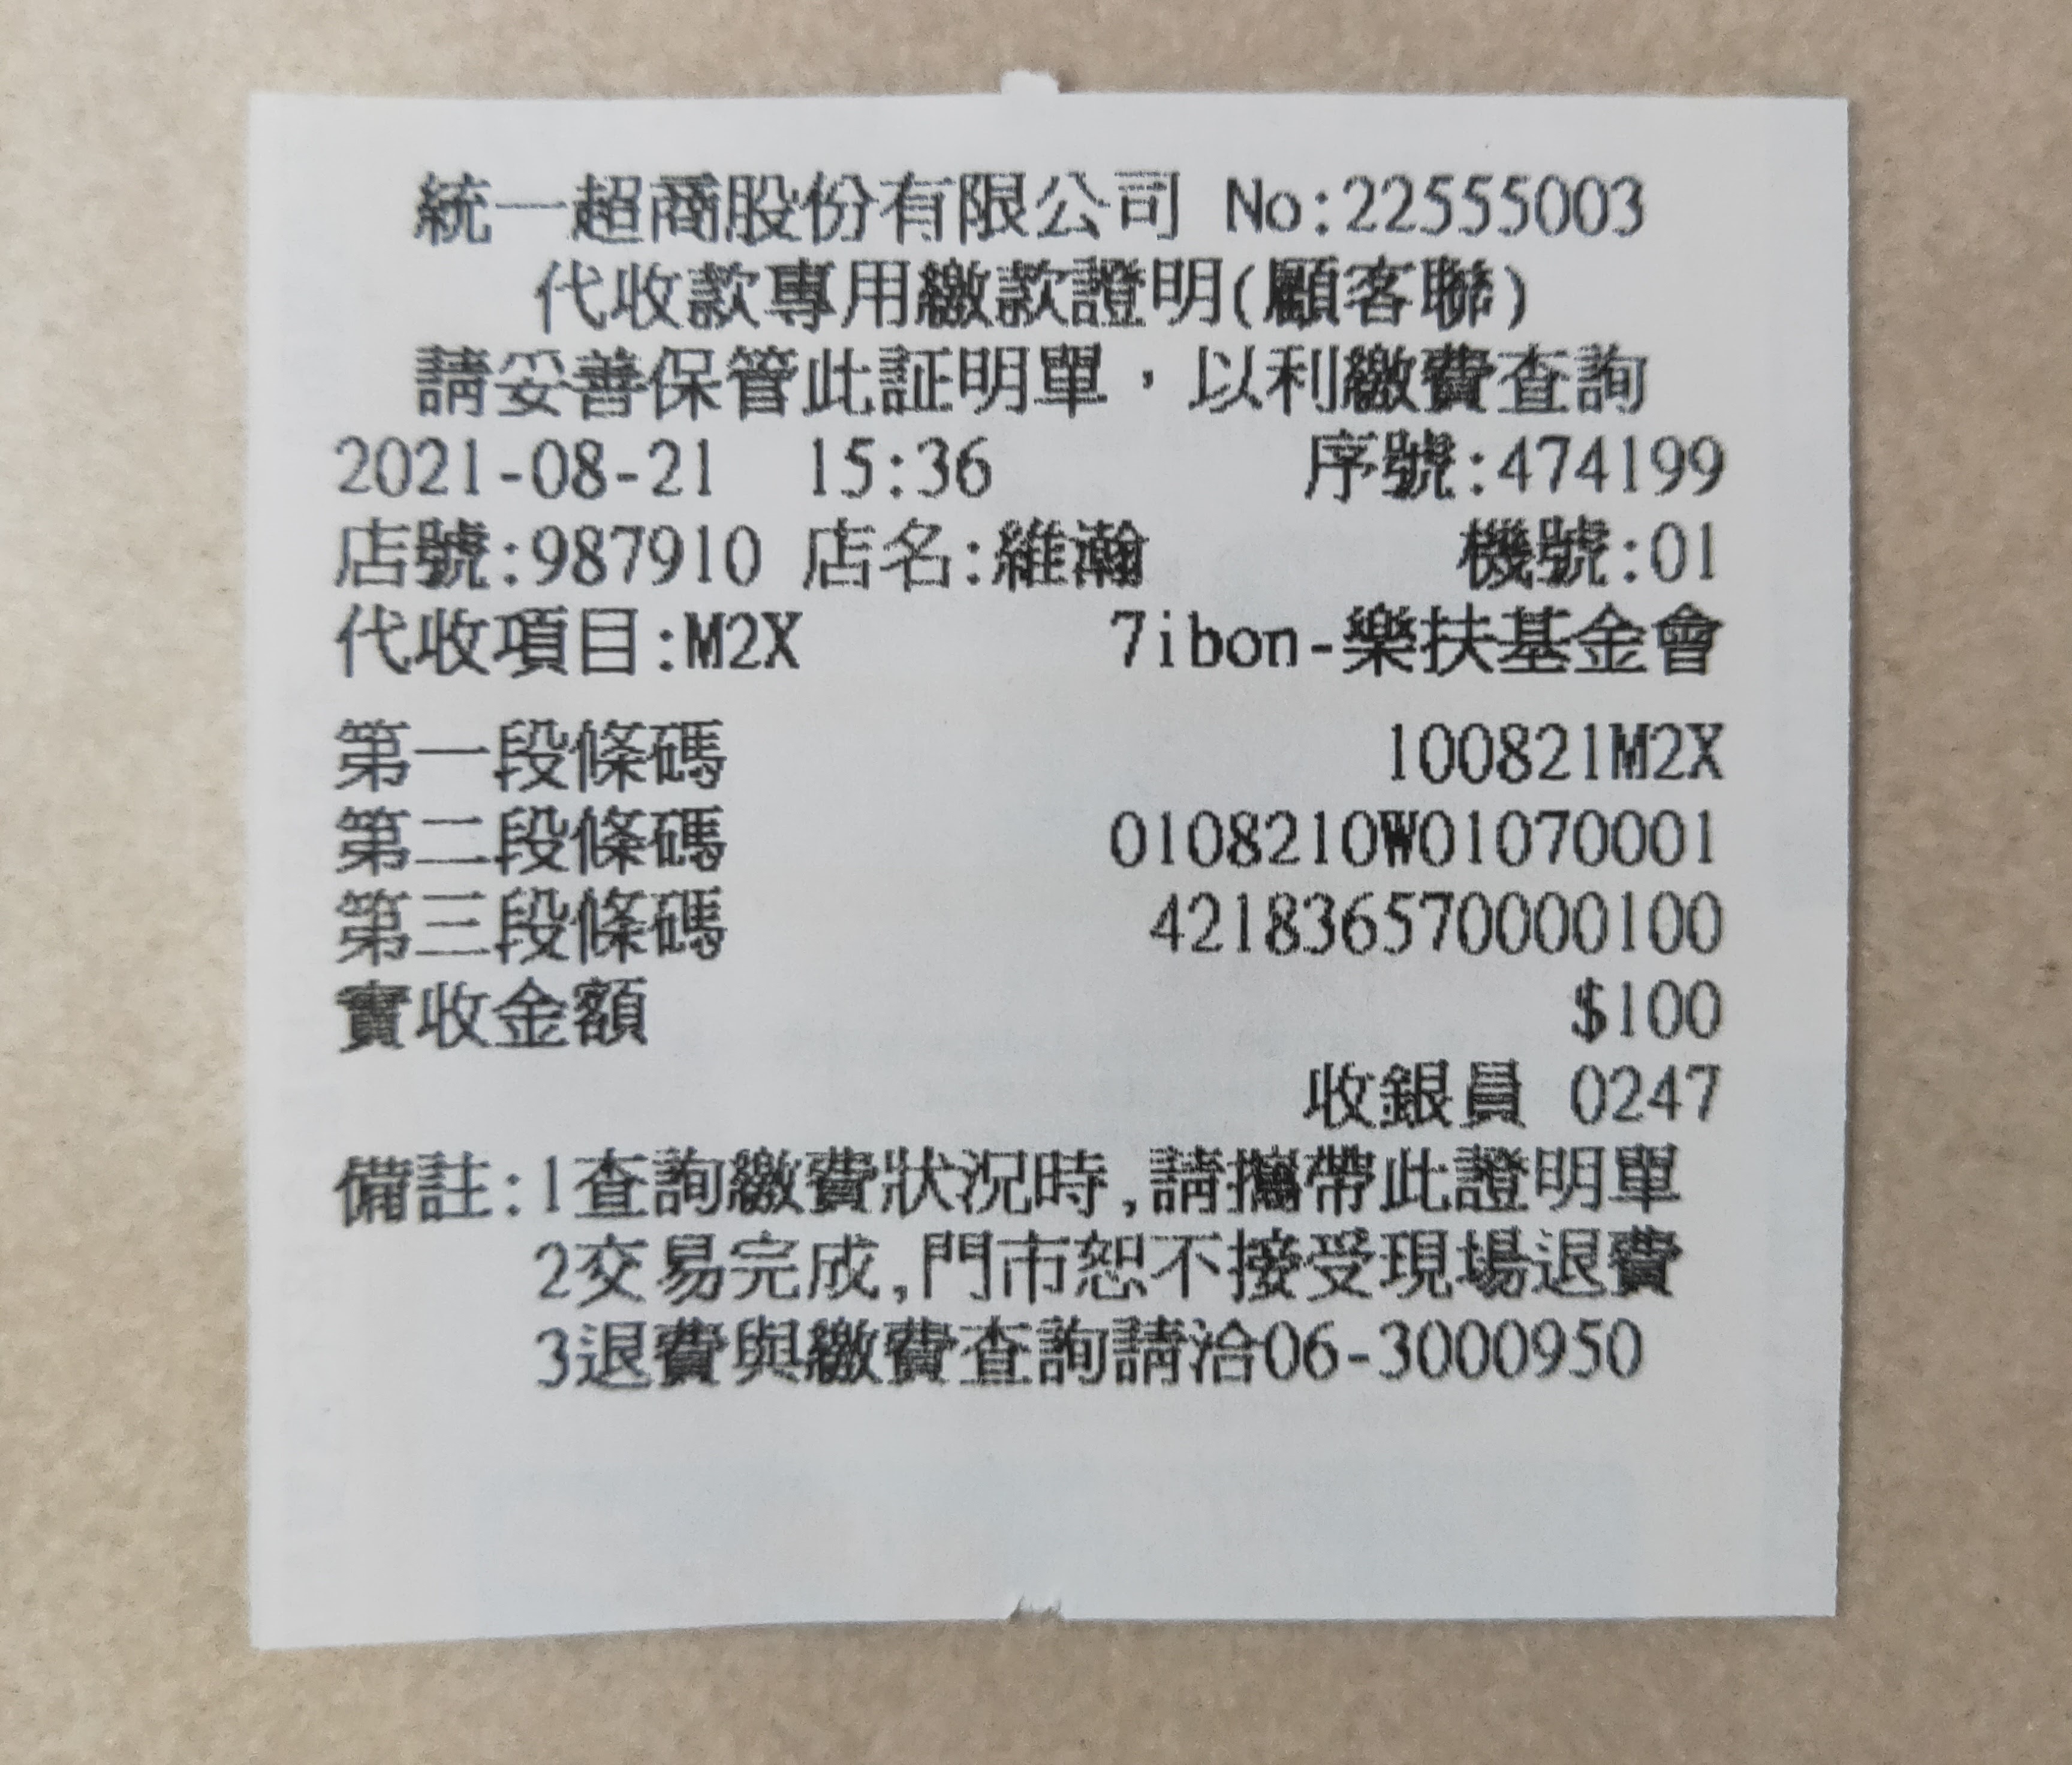 統一超商股份有限公司 No:22555003
代收款專用繳款證明(顧客聯)
請妥善保管此証明單，以利繳費查詢
2021-08-21 15:36 序號:474199
店號:987910 店名:維瀚 機號:01
代收項目:M2X 7ibon-樂扶基金會
第一段條碼 100821M2X
第二段條碼 0108210W01070001
第三段條碼 421836570000100
實收金額 $100
收銀員 0247
備註:1查詢繳費狀況時,請攜帶此證明單
2交易完成,門市恕不接受現場退費
3退費與繳費查詢請洽06-3000950